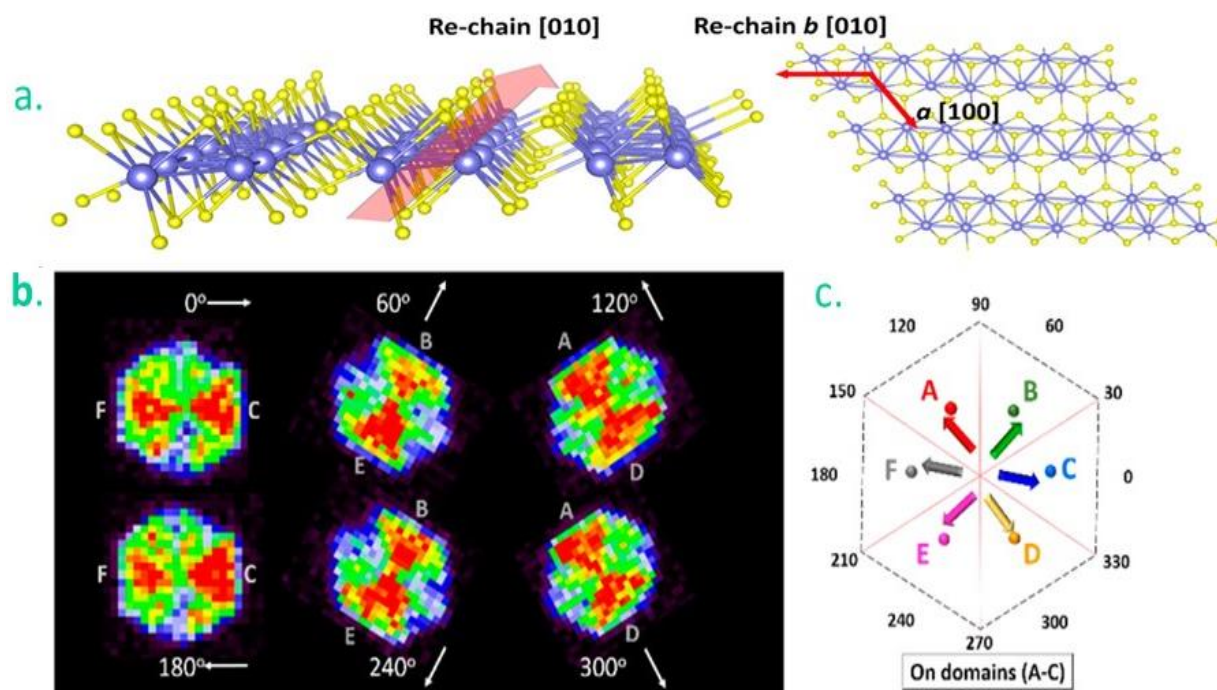 Re-chain [010]
Re-chain b [010]
a.
a [100]
b.
0°
60°
120°
B
A
F
C
E
D
B
A
F
C
E
D
180°
240°
300°
c.
90
120
60
150
30
A
B
180
F
C
0
E
D
210
330
240
300
270
On domains (A-C)